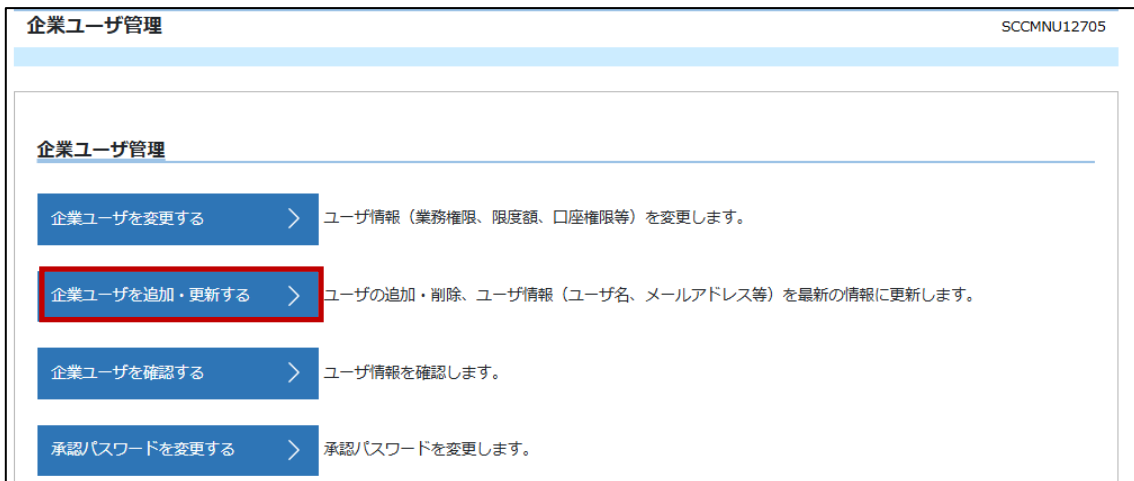 企業ユーザ管理
SCCMNU12705
企業ユーザ管理
企業ユーザを変更する
ユーザ情報（業務権限、限度額、口座権限等）を変更します。
企業ユーザを追加・更新する
ユーザの追加・削除、ユーザ情報（ユーザ名、メールアドレス等）を最新の情報に更新します。
企業ユーザを確認する
ユーザ情報を確認します。
承認パスワードを変更する
承認パスワードを変更します。